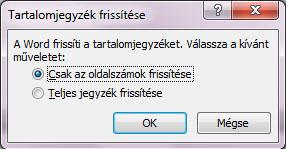 Tartalomjegyzék frissítése
A Word frissíti a tartalomjegyzéket. Válassza a kívánt
műveletet:
Csak az oldalszámok frissítése
Teljes jegyzék frissítése
OK Mégse